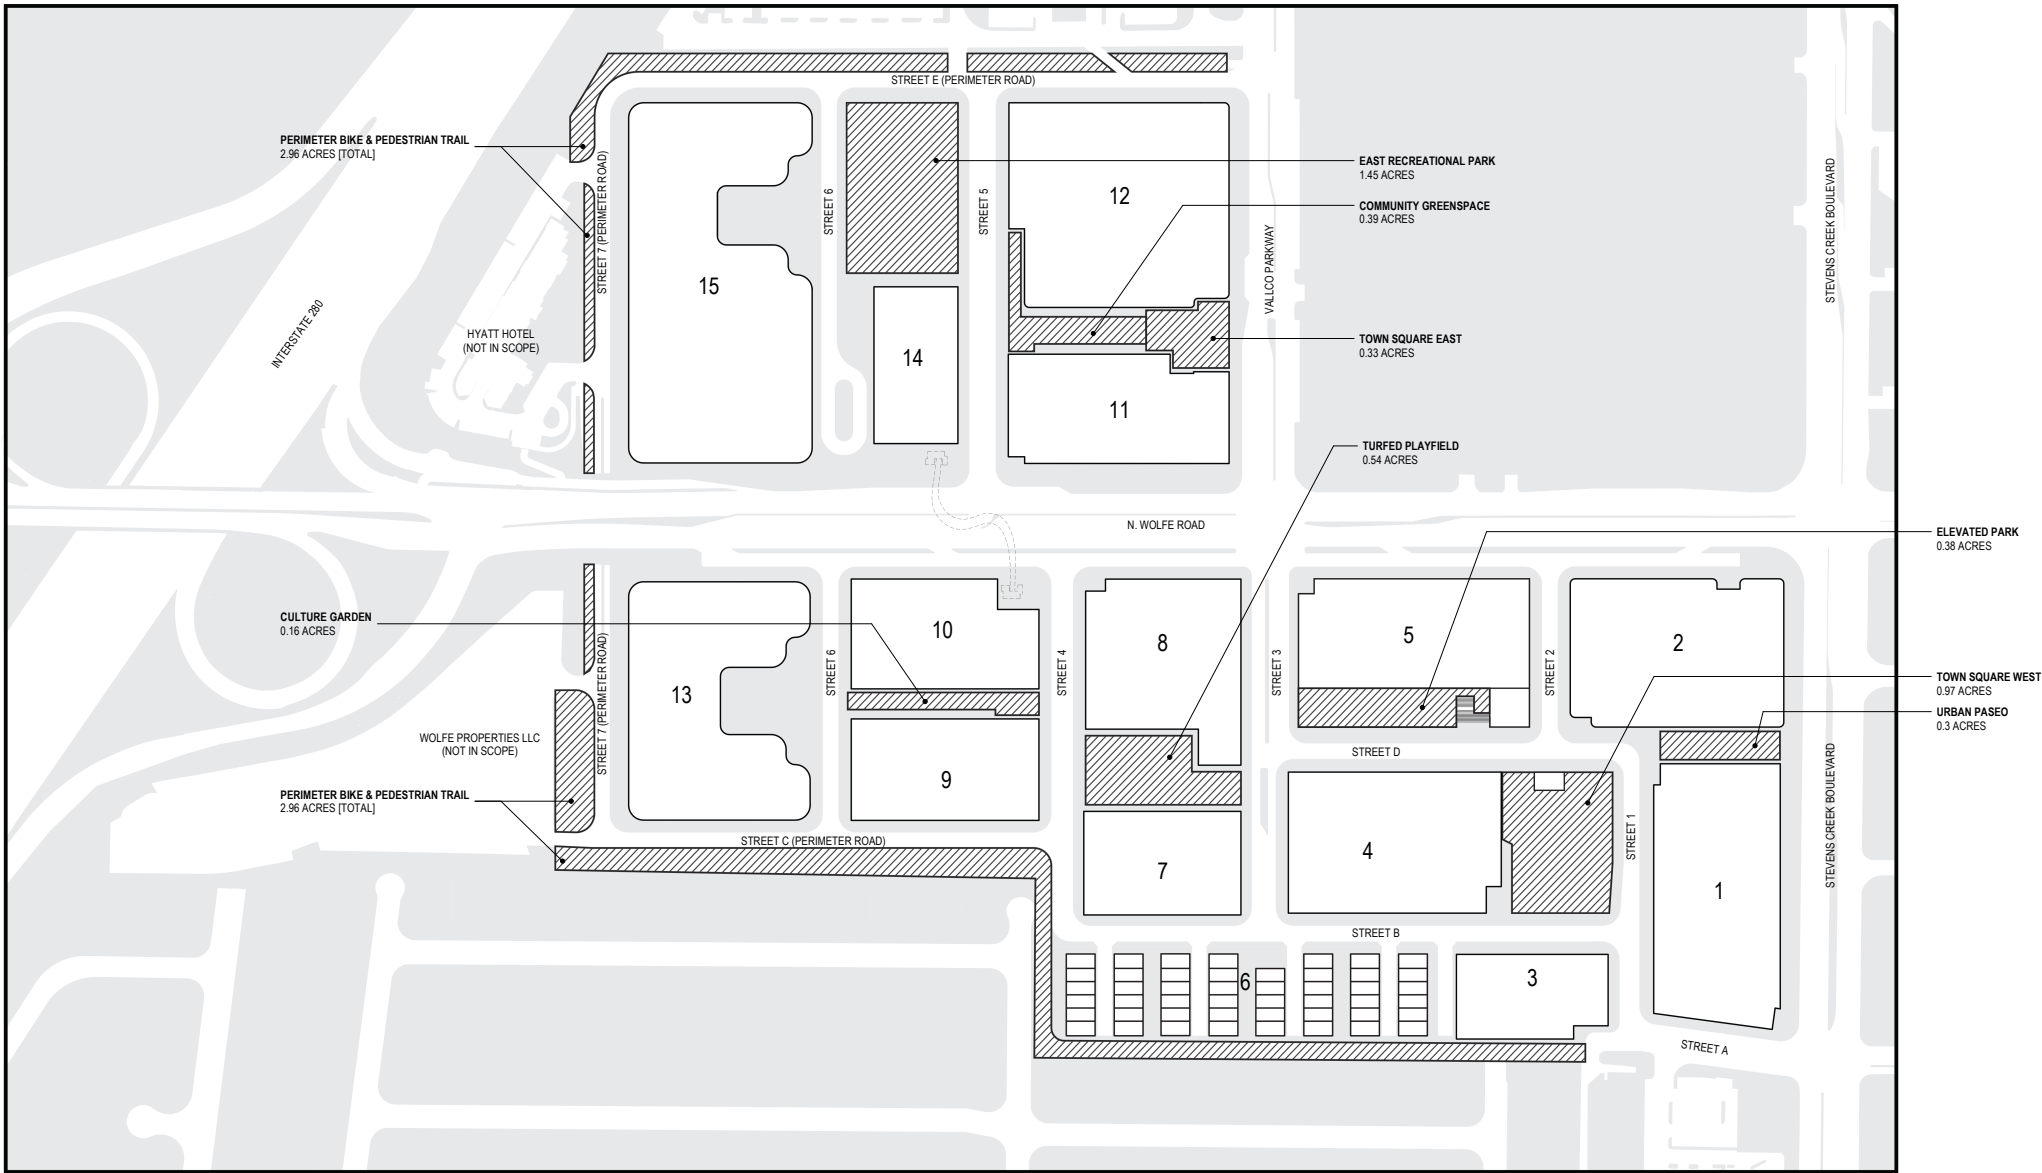 STREET E (PERIMETER ROAD)
PERIMETER BIKE & PEDESTRIAN TRAIL
2.96 ACRES [TOTAL]
STREET 7 (PERIMETER ROAD)
STREET 6
STREET 5
12
EAST RECREATIONAL PARK
1.45 ACRES
COMMUNITY GREENSPACE
0.39 ACRES
STEVENS CREEK BOULEVARD
VALLCO PARKWAY
15
INTERSTATE 280
HYATT HOTEL
(NOT IN SCOPE)
14
TOWN SQUARE EAST
0.33 ACRES
11
TURFED PLAYFIELD
0.54 ACRES
N. WOLFE ROAD
ELEVATED PARK
0.38 ACRES
CULTURE GARDEN
0.16 ACRES
STREET 7 (PERIMETER ROAD)
13
STREET 6
10
STREET 4
8
STREET 3
5
STREET 2
2
TOWN SQUARE WEST
0.97 ACRES
URBAN PASEO
0.3 ACRES
WOLFE PROPERTIES LLC
(NOT IN SCOPE)
STREET D
9
PERIMETER BIKE & PEDESTRIAN TRAIL
2.96 ACRES [TOTAL]
STREET C (PERIMETER ROAD)
7
4
STREET 1
STEVENS CREEK BOULEVARD
1
STREET B
6
3
STREET A